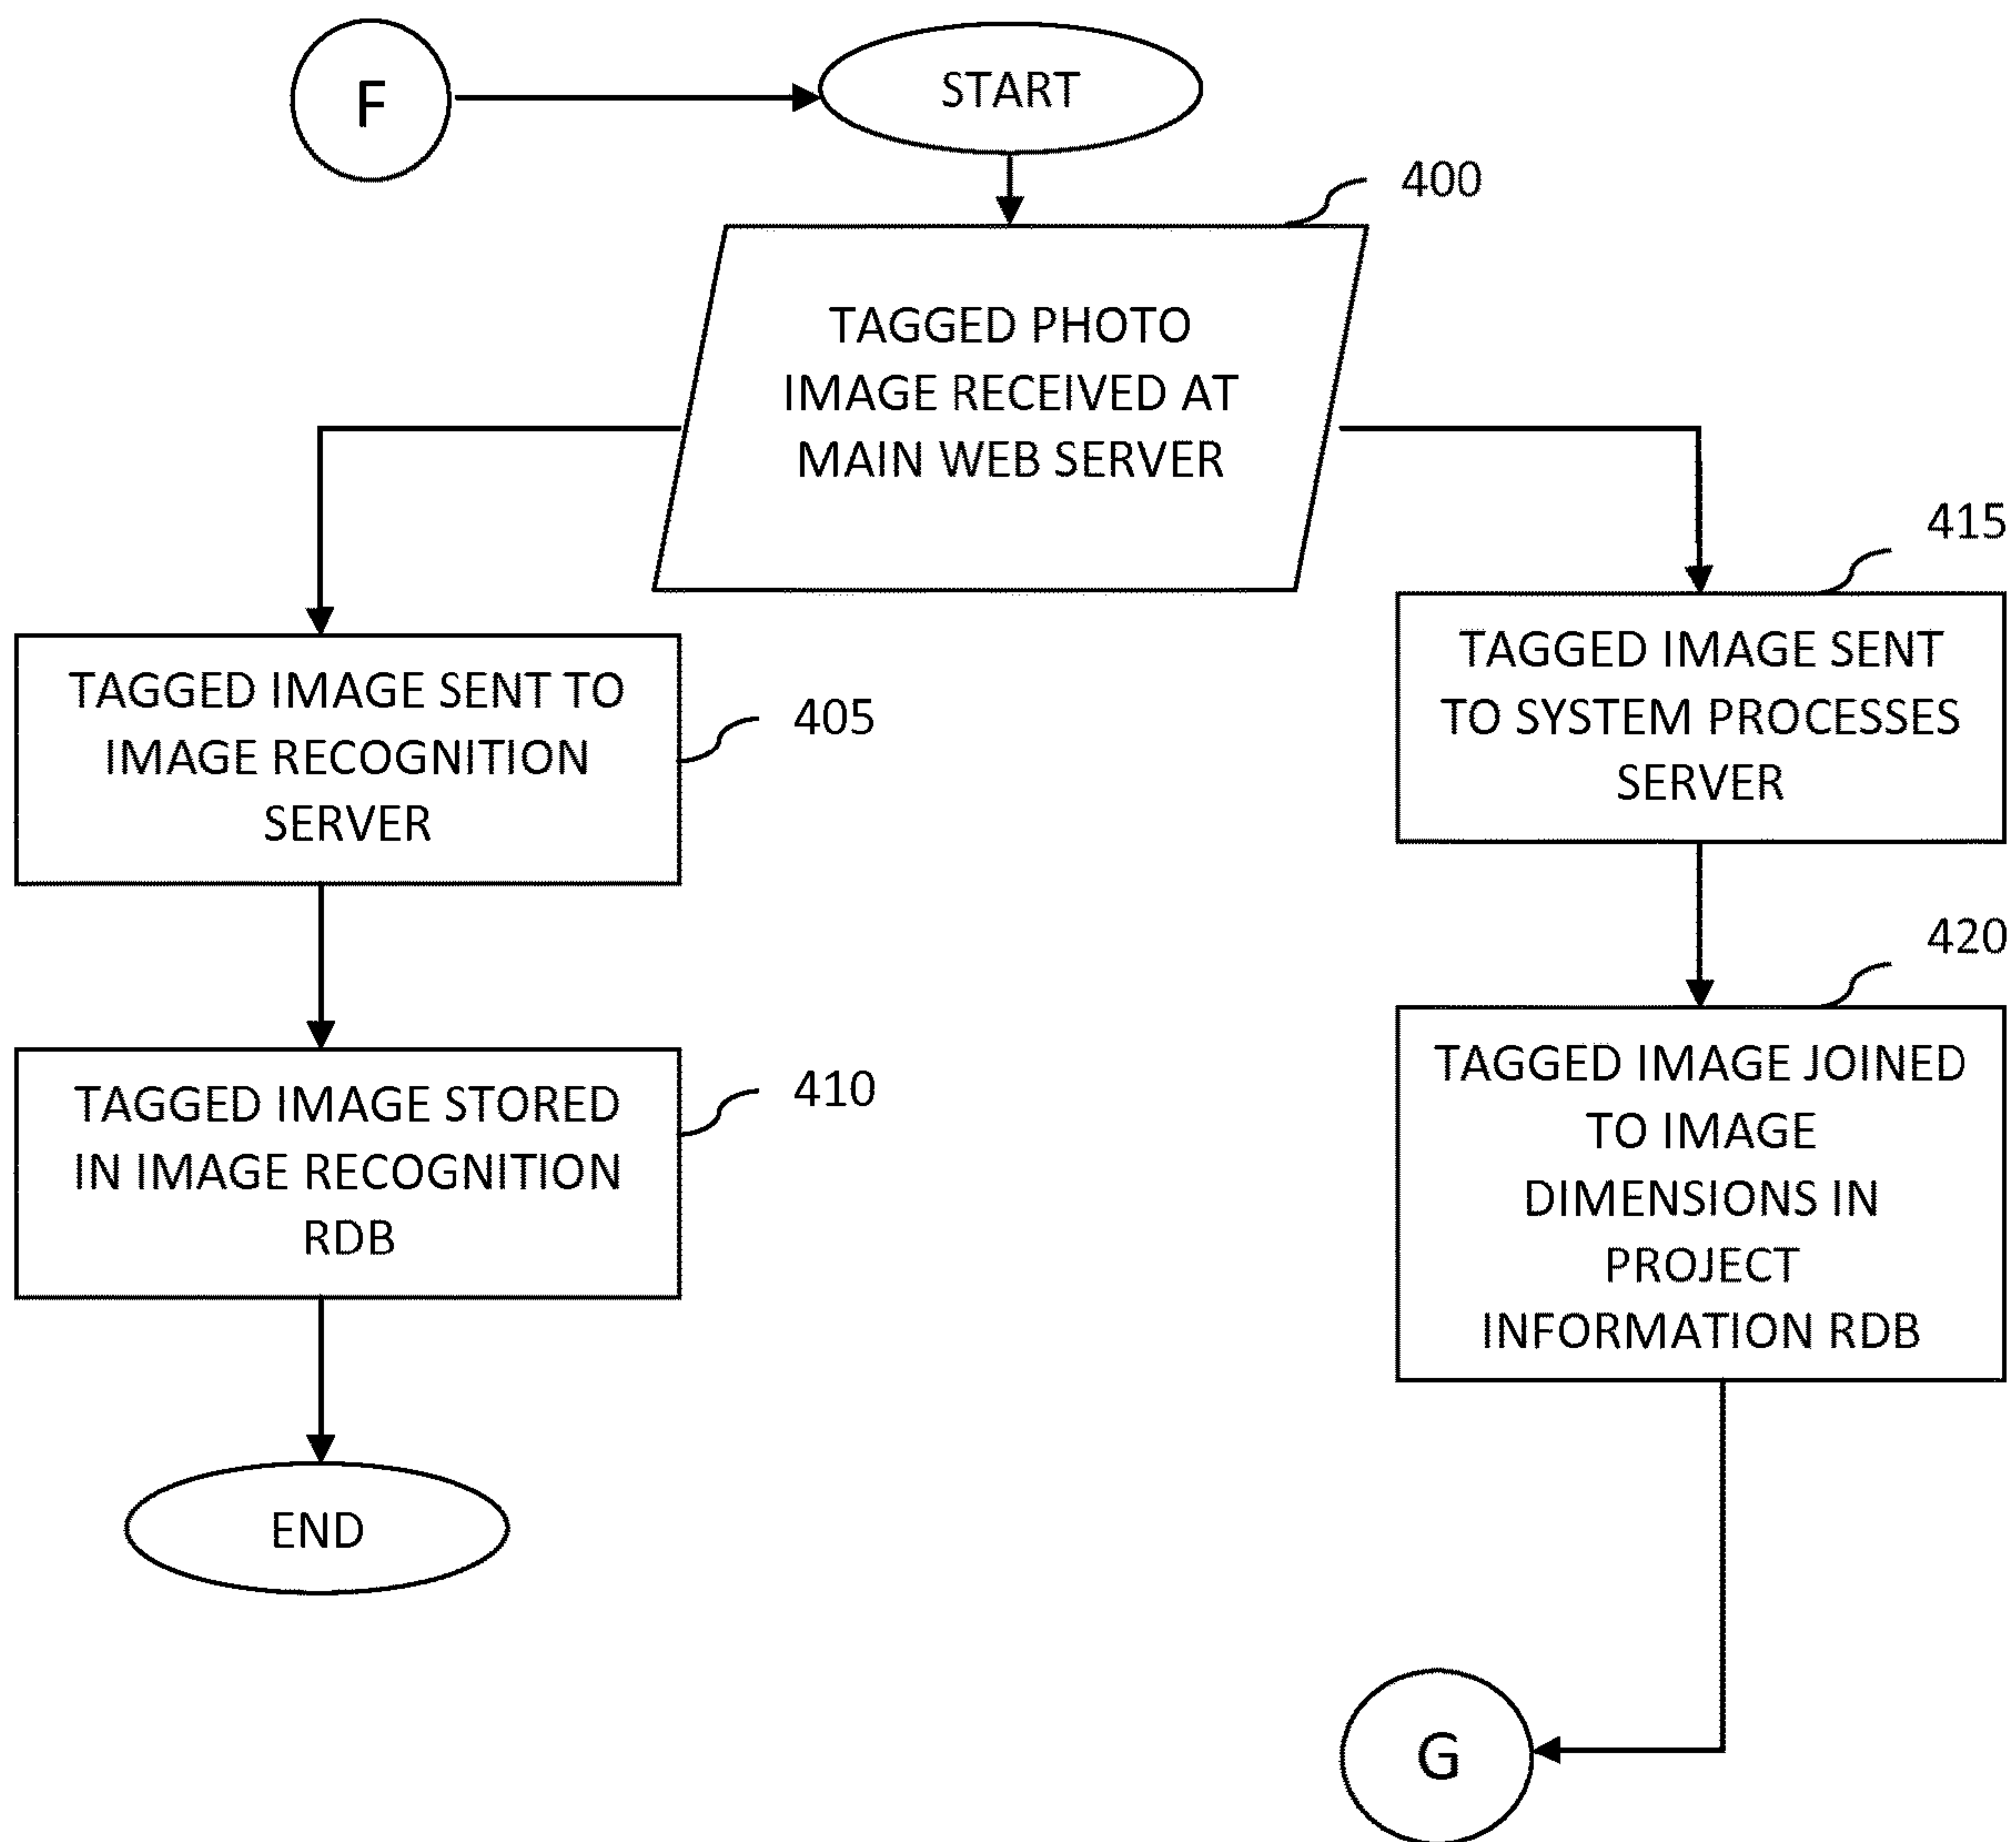 F
START
400
TAGGED PHOTO
IMAGE RECEIVED AT
MAIN WEB SERVER
415
TAGGED IMAGE SENT TO
IMAGE RECOGNITION
SERVER
405
TAGGED IMAGE SENT
TO SYSTEM PROCESSES
SERVER
420
TAGGED IMAGE STORED
IN IMAGE RECOGNITION
RDB
410
TAGGED IMAGE JOINED
TO IMAGE
DIMENSIONS IN
PROJECT
INFORMATION RDB
END
G